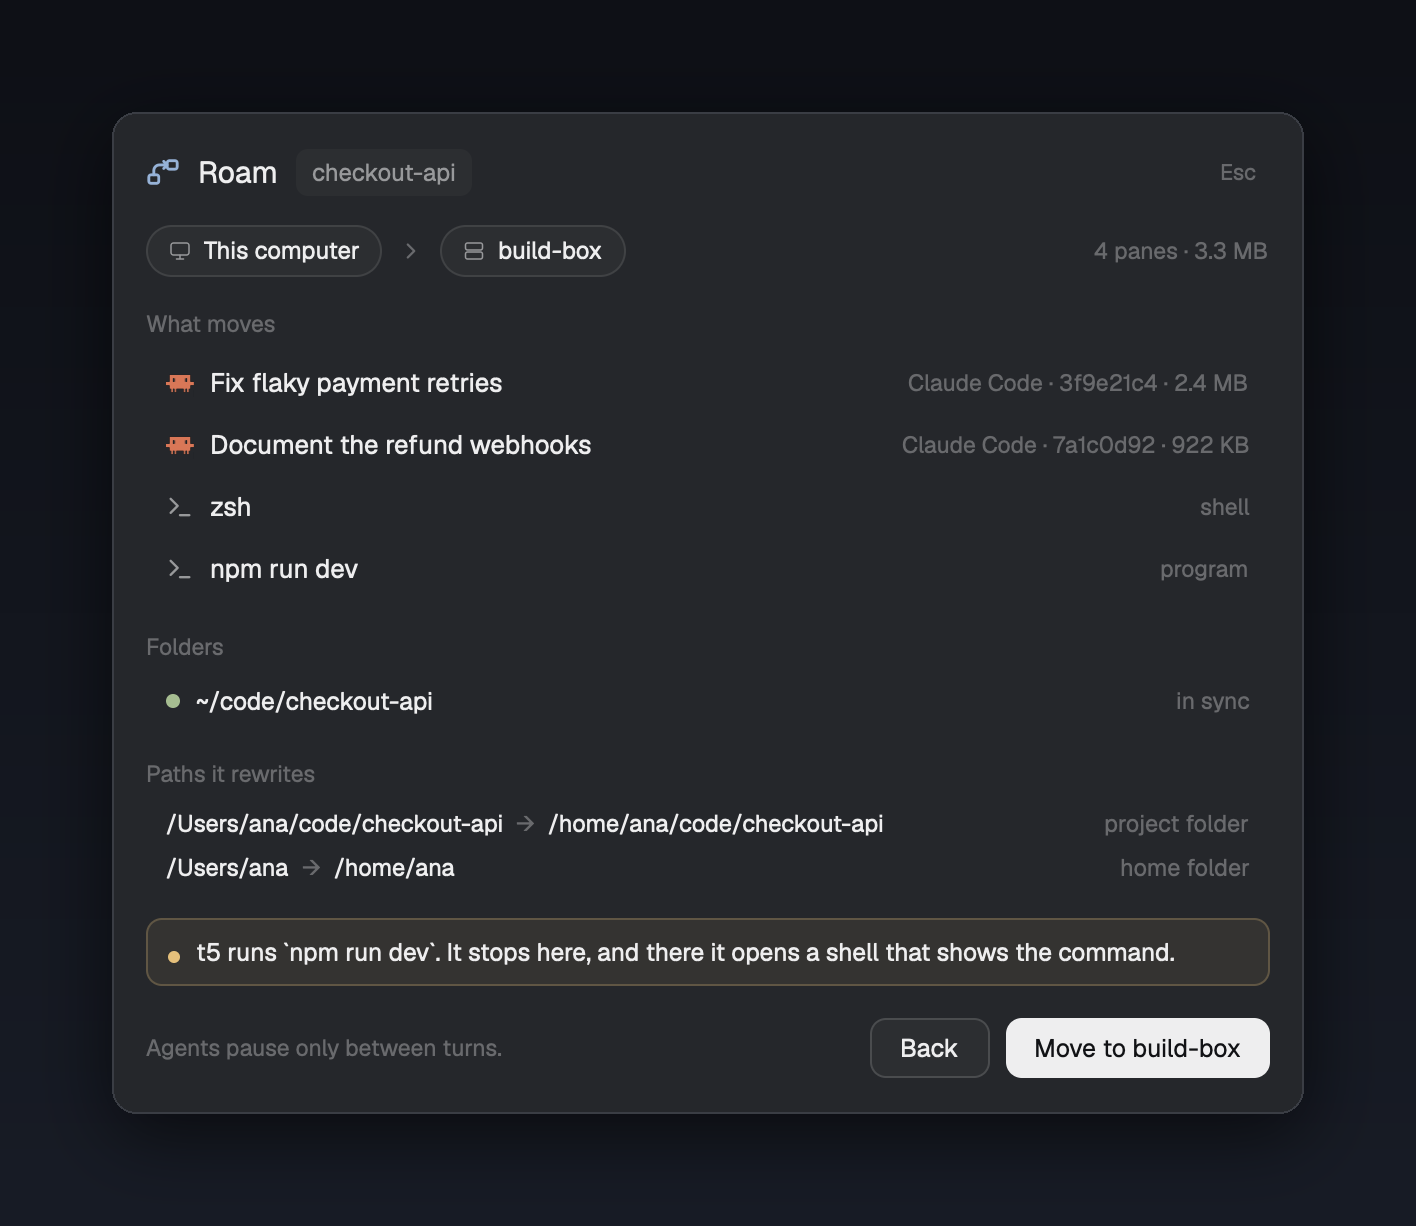 Roam checkout-api Esc
This computer > build-box 4 panes · 3.3 MB
What moves
Fix flaky payment retries Claude Code · 3f9e21c4 · 2.4 MB
Document the refund webhooks Claude Code · 7a1c0d92 · 922 KB
zsh shell
npm run dev program
Folders
~/code/checkout-api in sync
Paths it rewrites
/Users/ana/code/checkout-api → /home/ana/code/checkout-api project folder
/Users/ana → /home/ana home folder
t5 runs `npm run dev`. It stops here, and there it opens a shell that shows the command.
Agents pause only between turns. Back Move to build-box